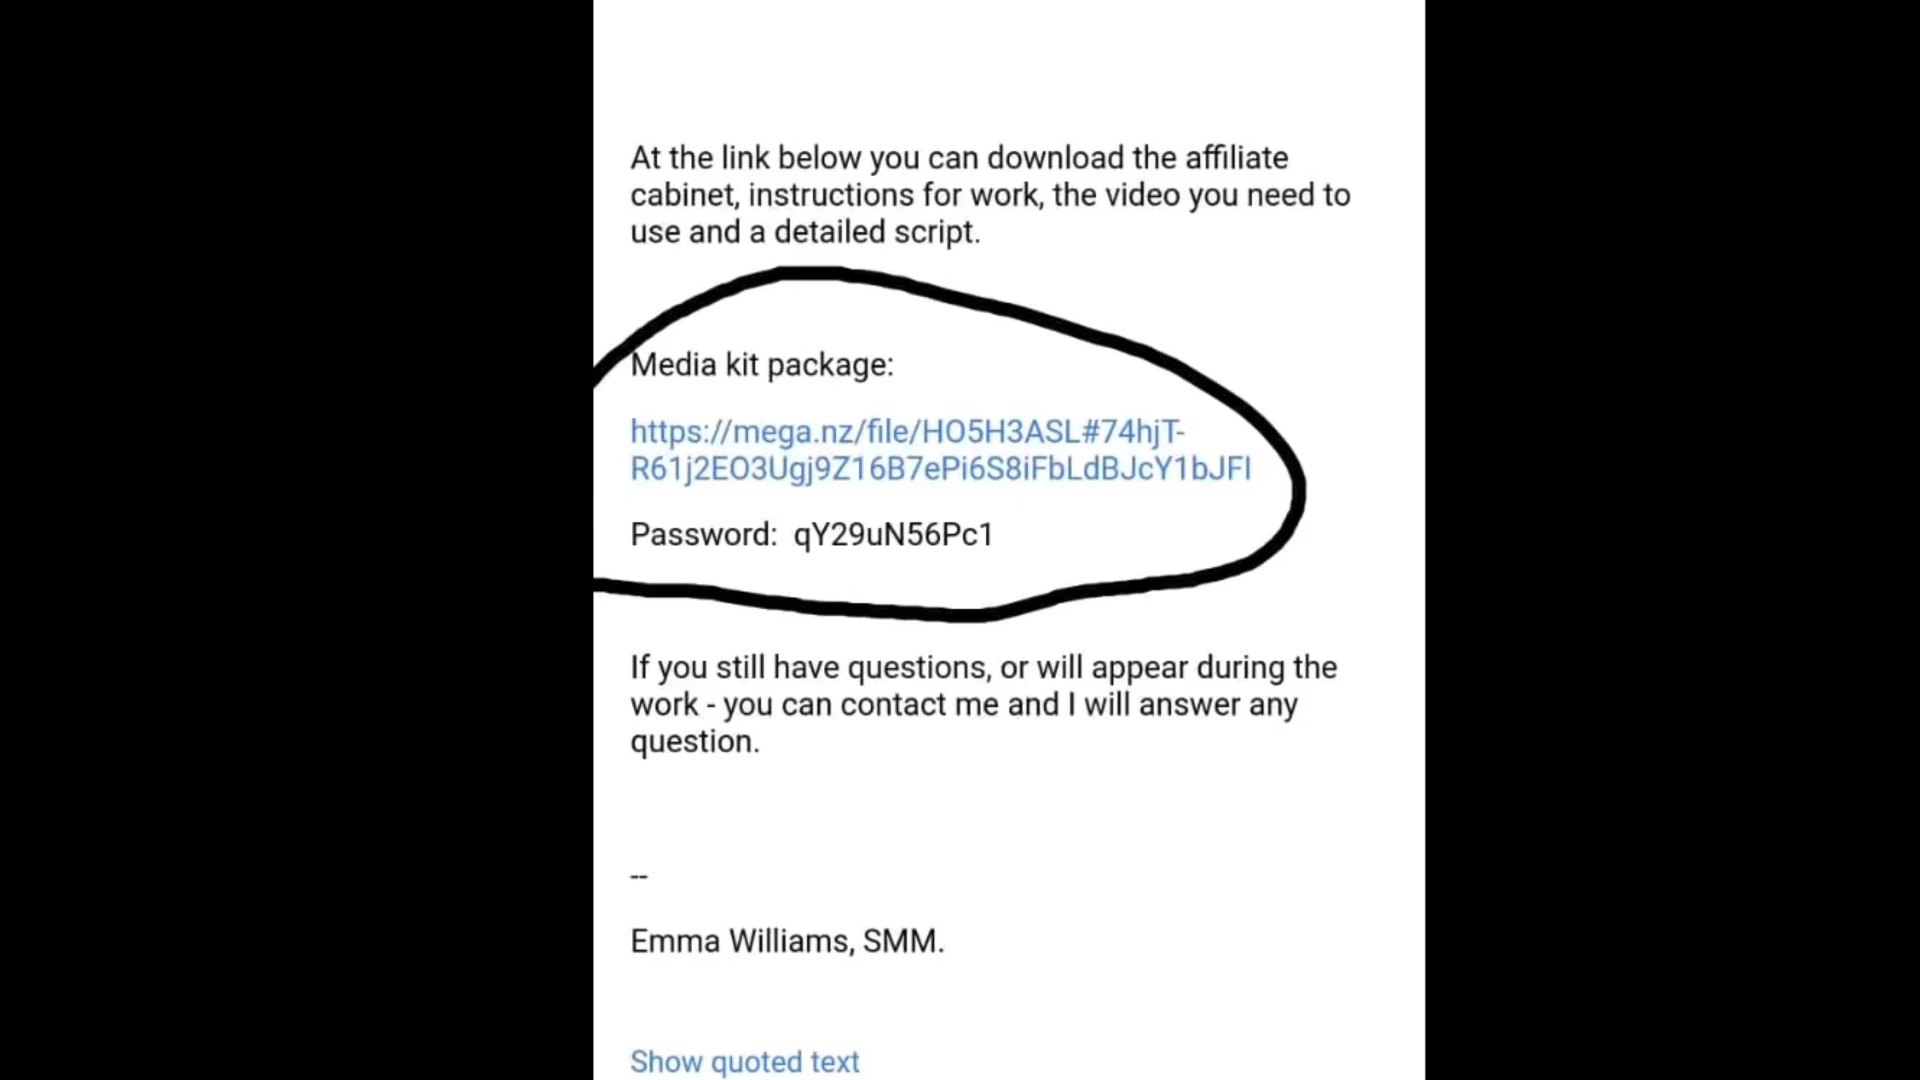 At the link below you can download the affiliate
cabinet, instructions for work, the video you need to
use and a detailed script.
Media kit package:
https://mega.nz/file/HO5H3ASL#74hjT-
R61j2EO3Ugj9Z16B7ePi6S8iFbLdBJcY1bJFI
Password: qY29uN56Pc1
If you still have questions, or will appear during the
work - you can contact me and I will answer any
question.
--
Emma Williams, SMM.
Show quoted text